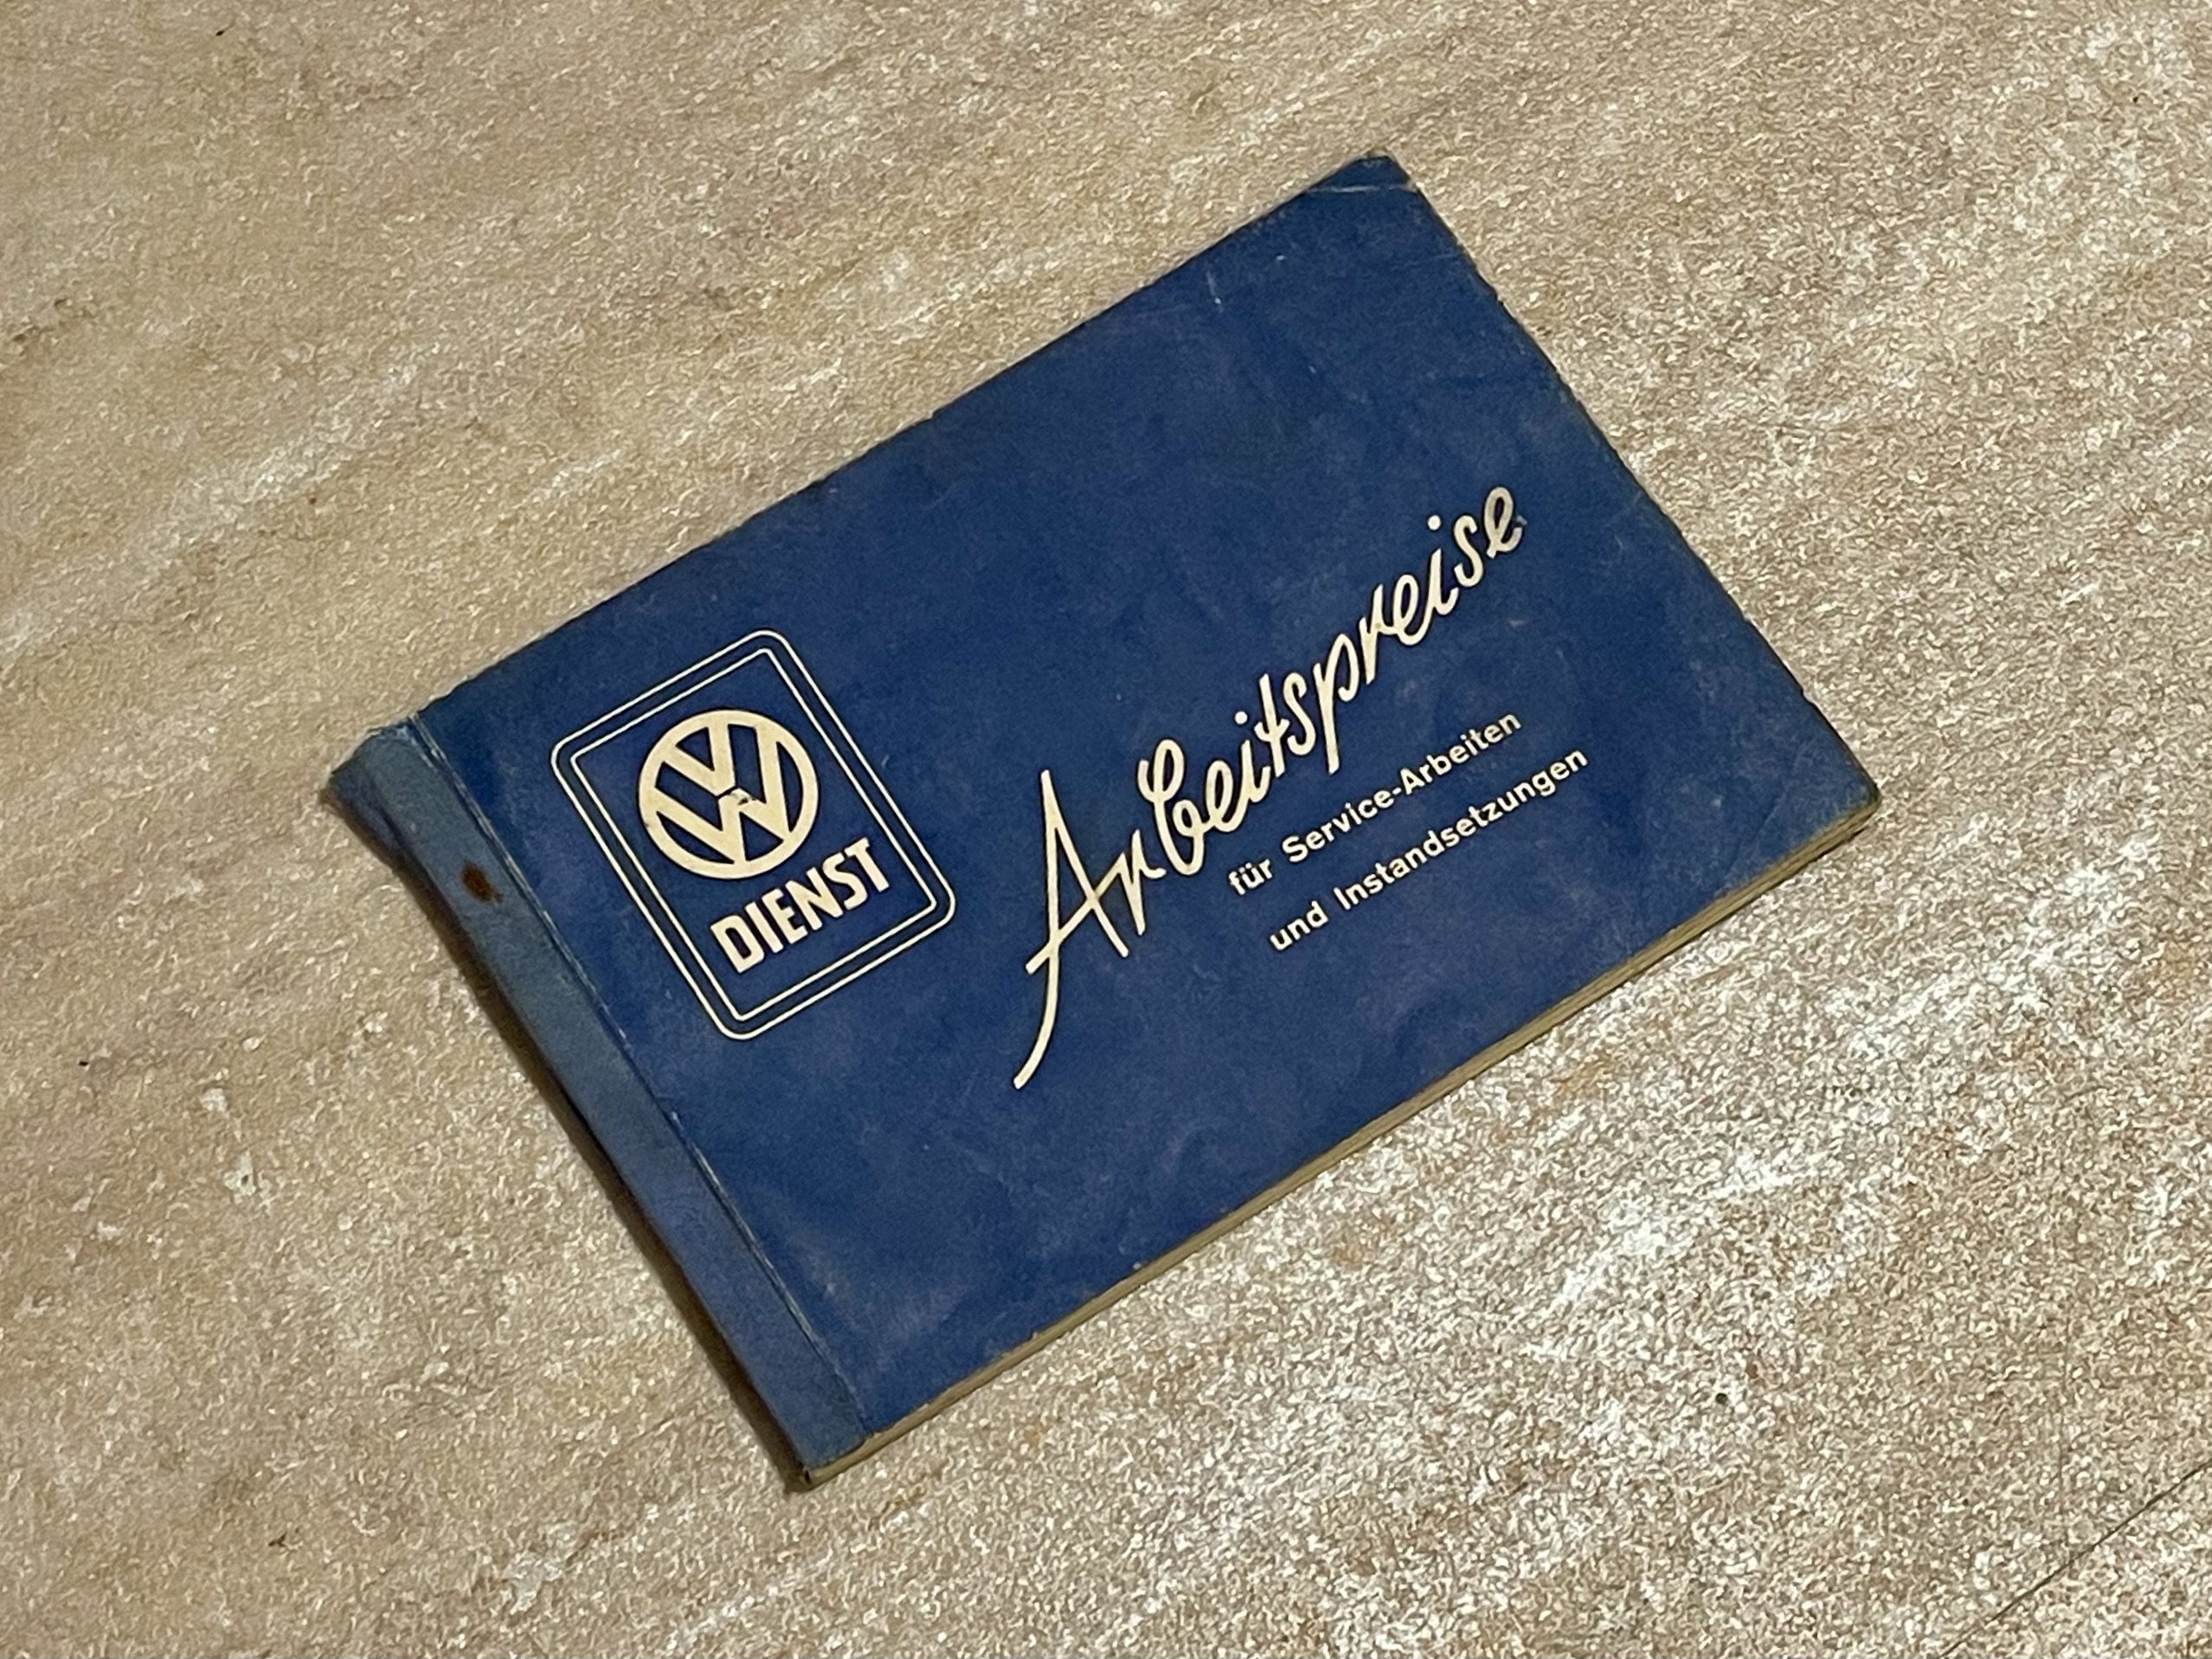 VW
DIENST
Arbeitspreise
für Service-Arbeiten
und Instandsetzungen